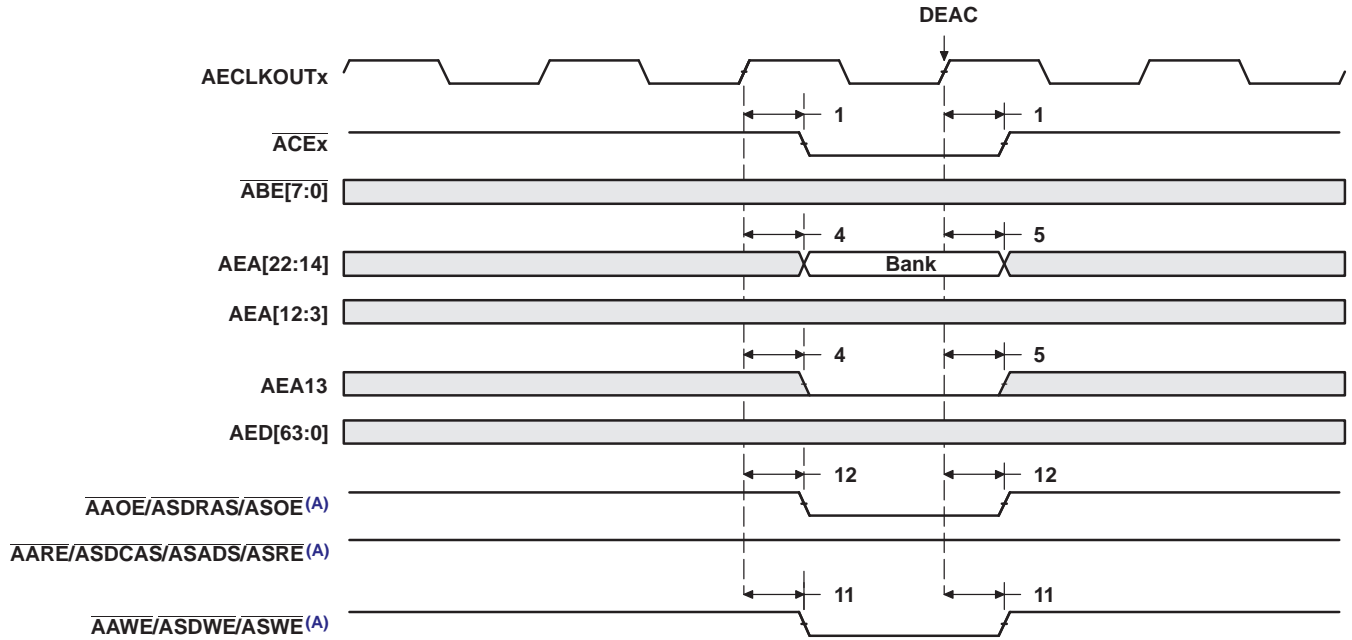 DEAC
AECLKOUTx
1 1
ACEx
ABE[7:0]
4 5
AEA[22:14] Bank
AEA[12:3]
4 5
AEA13
AED[63:0]
12 12
AAOE/ASDRAS/ASOE(A)
AARE/ASDCAS/ASADS/ASRE(A)
11 11
AAWE/ASDWE/ASWE(A)